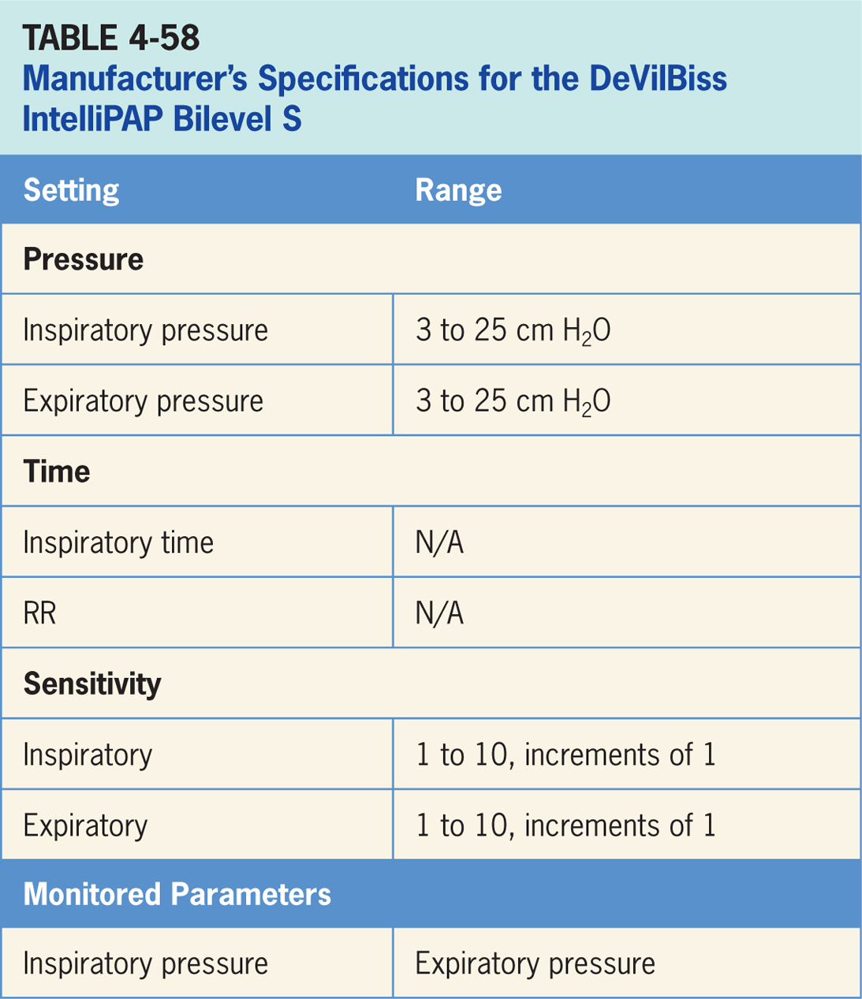 TABLE 4-58
Manufacturer’s Specifications for the DeVilBiss
IntelliPAP Bilevel S
Setting Range
Pressure
Inspiratory pressure 3 to 25 cm H₂O
Expiratory pressure 3 to 25 cm H₂O
Time
Inspiratory time N/A
RR N/A
Sensitivity
Inspiratory 1 to 10, increments of 1
Expiratory 1 to 10, increments of 1
Monitored Parameters
Inspiratory pressure Expiratory pressure